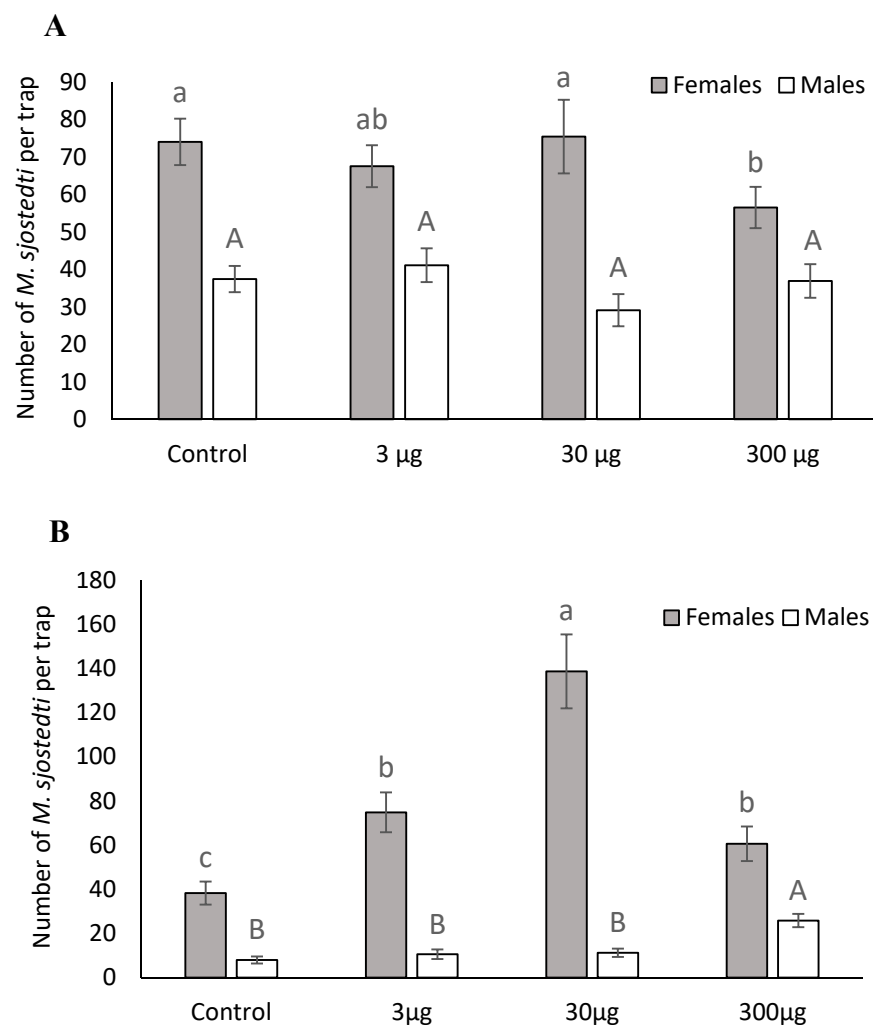 A
Number of M. sjostedti per trap
90
80
70
60
50
40
30
20
10
0
Females Males
a ab a b
A A A A
Control 3 µg 30 µg 300 µg
B
Number of M. sjostedti per trap
180
160
140
120
100
80
60
40
20
0
Females Males
c b a b
B B B A
Control 3µg 30µg 300µg